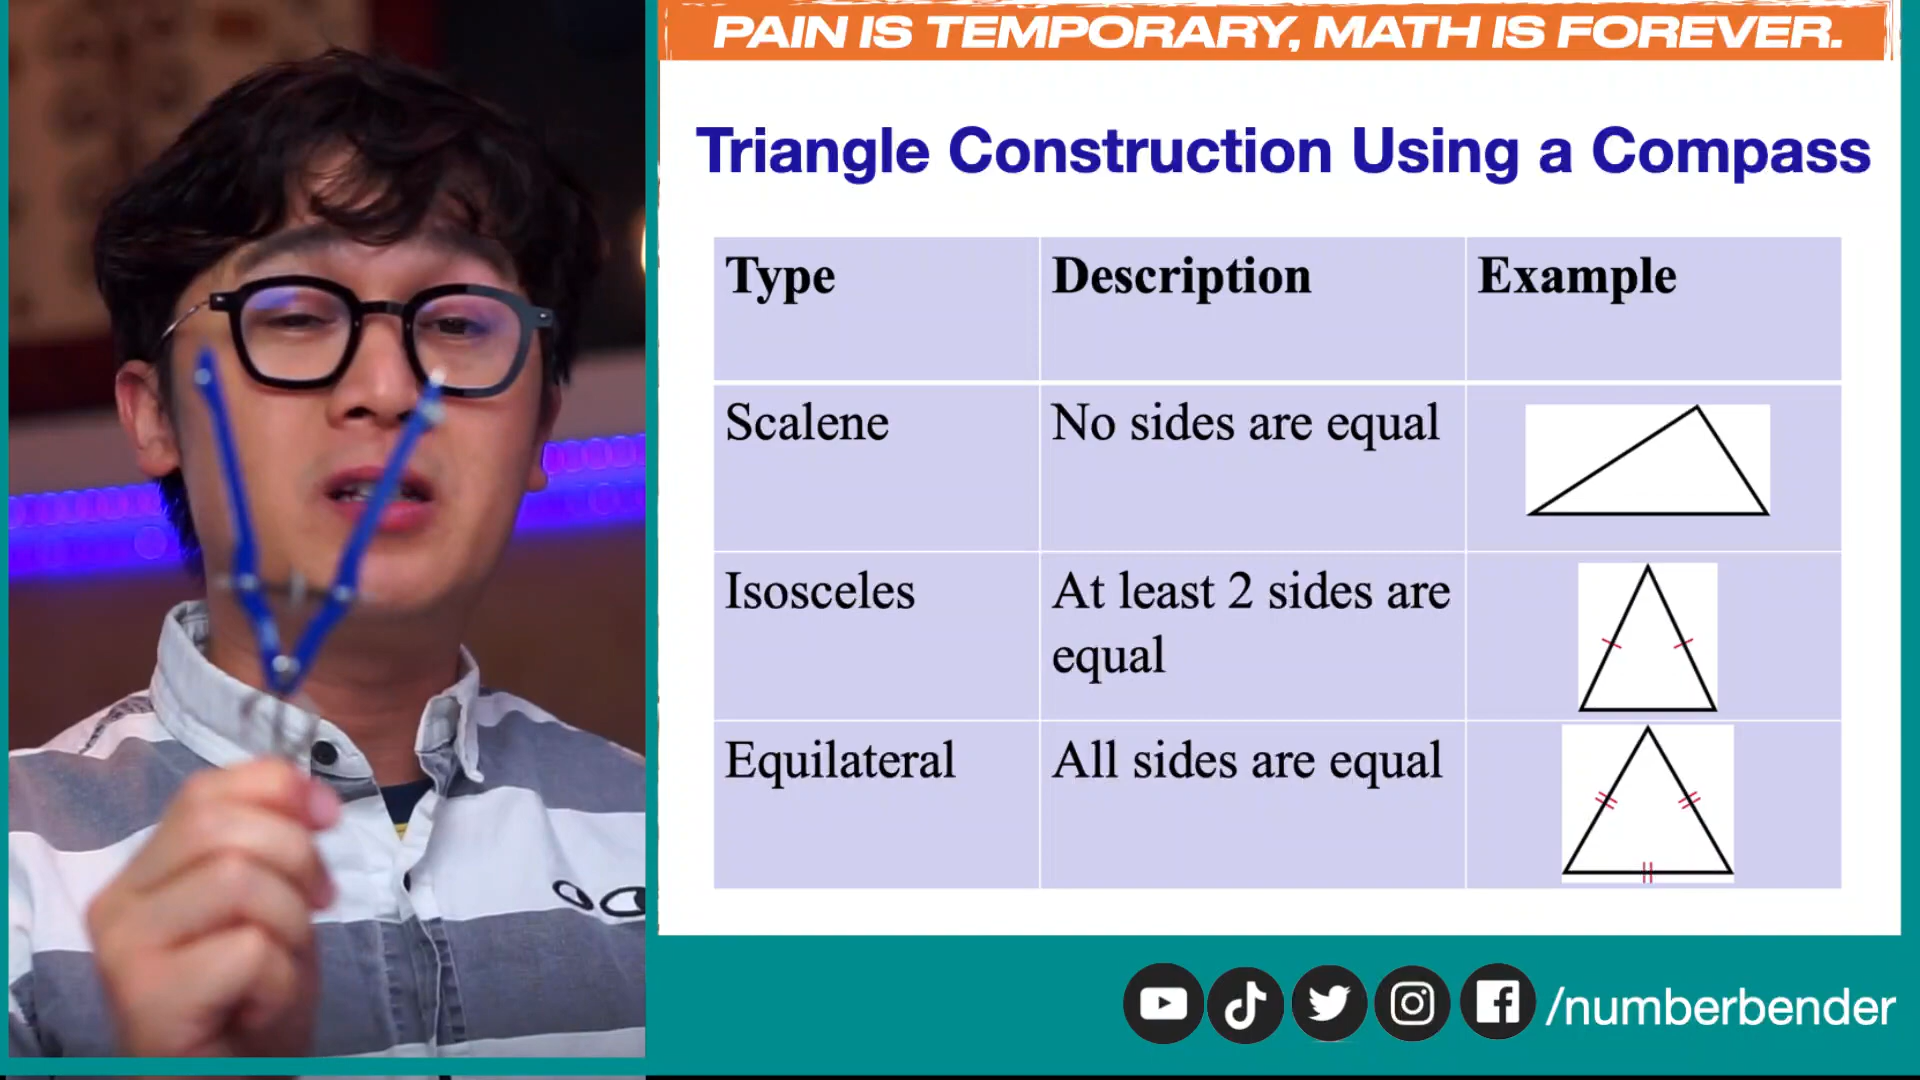 PAIN IS TEMPORARY, MATH IS FOREVER.
Triangle Construction Using a Compass
Type Description Example
Scalene No sides are equal
Isosceles At least 2 sides are
equal
Equilateral All sides are equal
/numberbender